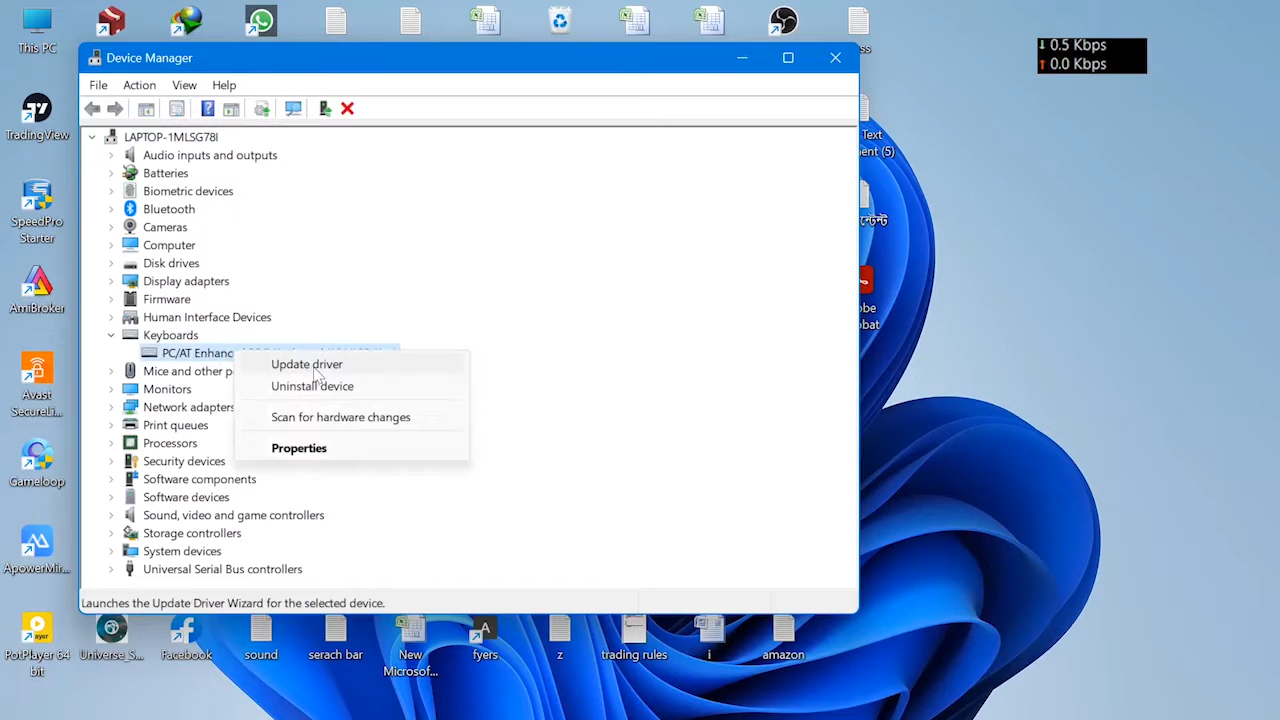 This PC
↓ 0.5 Kbps
↑ 0.0 Kbps
Device Manager
File Action View Help
LAPTOP-1MLSG78I
Audio inputs and outputs
Batteries
Biometric devices
Bluetooth
Cameras
Computer
Disk drives
Display adapters
Firmware
Human Interface Devices
Keyboards
PC/AT Enhanc
Mice and other p
Monitors
Network adapters
Print queues
Processors
Security devices
Software components
Software devices
Sound, video and game controllers
Storage controllers
System devices
Universal Serial Bus controllers
Update driver
Uninstall device
Scan for hardware changes
Properties
Launches the Update Driver Wizard for the selected device.
TradingView
SpeedPro
Starter
AmiBroker
Avast
SecureLi...
Gameloop
ApowerMir...
ayer
PotPlayer 64
bit
Universe_S...
Facebook
sound
serach bar
New
Microsof...
A
fyers
z
trading rules
i
amazon
ss
Text
ent (5)
obe
obat